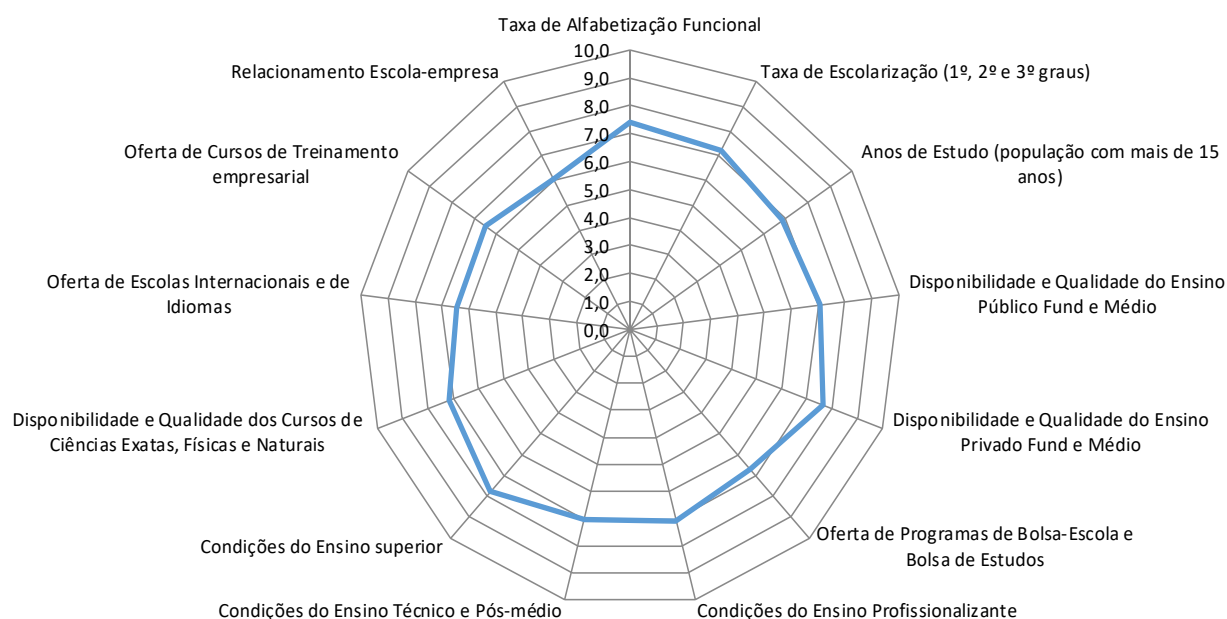 Taxa de Alfabetização Funcional
Taxa de Escolarização (1º, 2º e 3º graus)
Anos de Estudo (população com mais de 15
anos)
Disponibilidade e Qualidade do Ensino
Público Fund e Médio
Disponibilidade e Qualidade do Ensino
Privado Fund e Médio
Oferta de Programas de Bolsa-Escola e
Bolsa de Estudos
Condições do Ensino Profissionalizante
Condições do Ensino Técnico e Pós-médio
Condições do Ensino superior
Disponibilidade e Qualidade dos Cursos de
Ciências Exatas, Físicas e Naturais
Oferta de Escolas Internacionais e de
Idiomas
Oferta de Cursos de Treinamento
empresarial
Relacionamento Escola-empresa
10,0
9,0
8,0
7,0
6,0
5,0
4,0
3,0
2,0
1,0
0,0